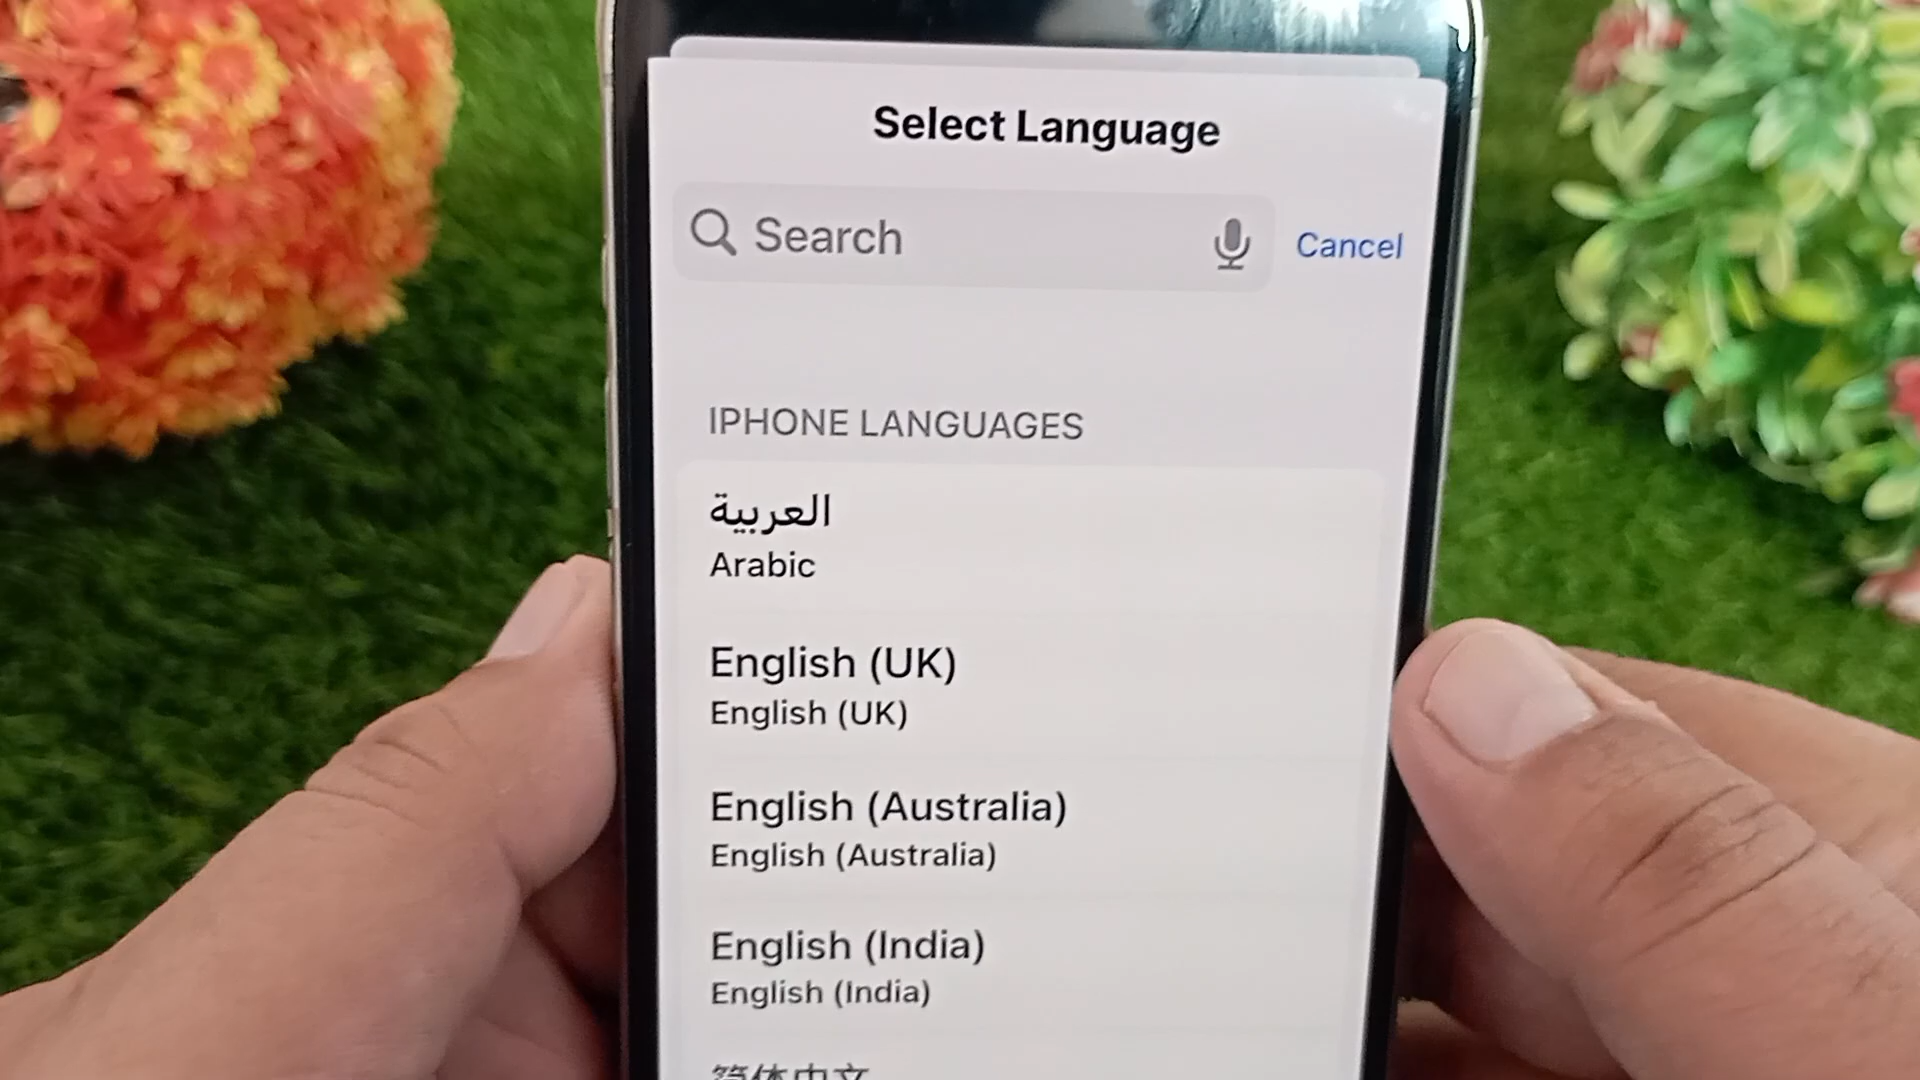 Select Language
Search
Cancel
IPHONE LANGUAGES
العربية
Arabic
English (UK)
English (UK)
English (Australia)
English (Australia)
English (India)
English (India)
简体中文